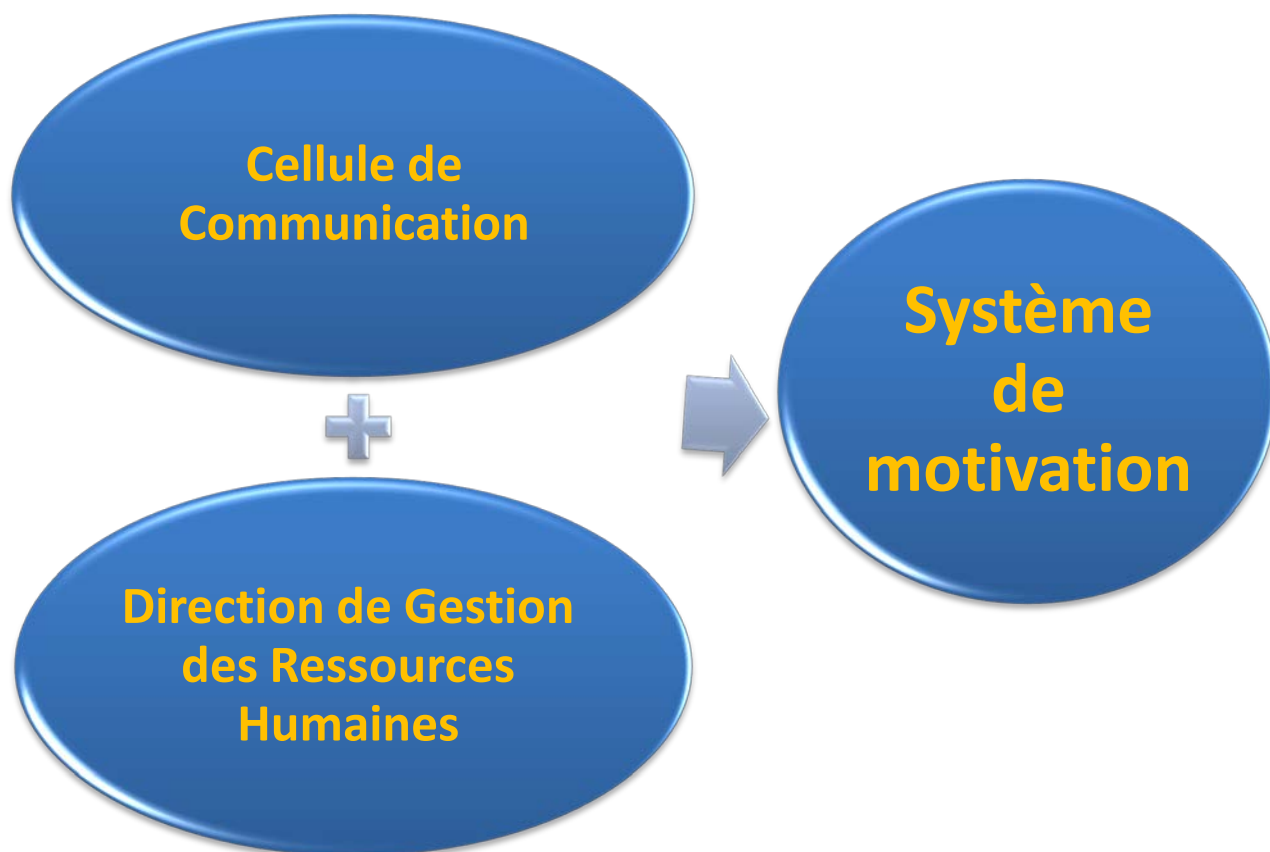 Cellule de
Communication
Direction de Gestion
des Ressources
Humaines
Système
de
motivation